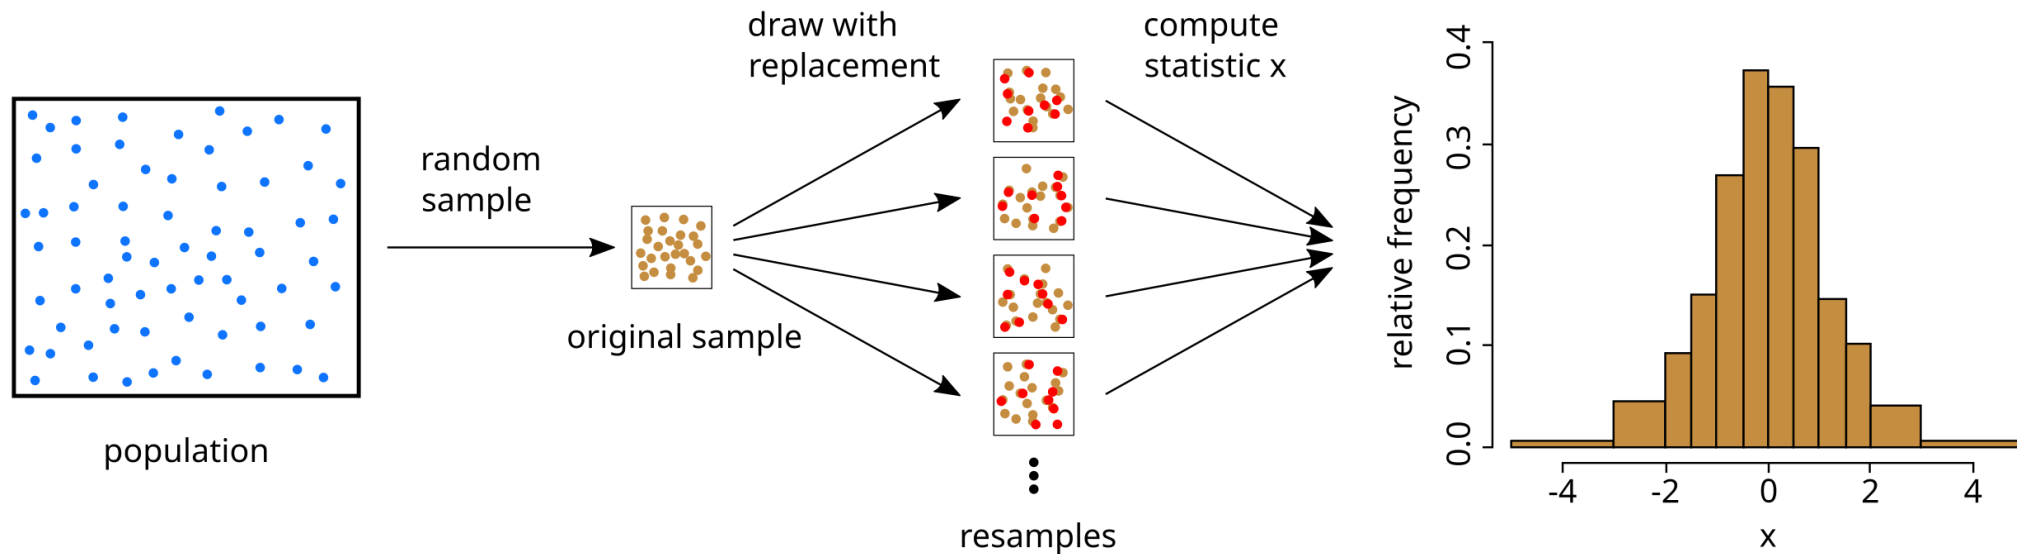 population
random
sample
original sample
draw with
replacement
resamples
compute
statistic x
relative frequency
0.4
0.3
0.2
0.1
0.0
-4
-2
0
2
4
x